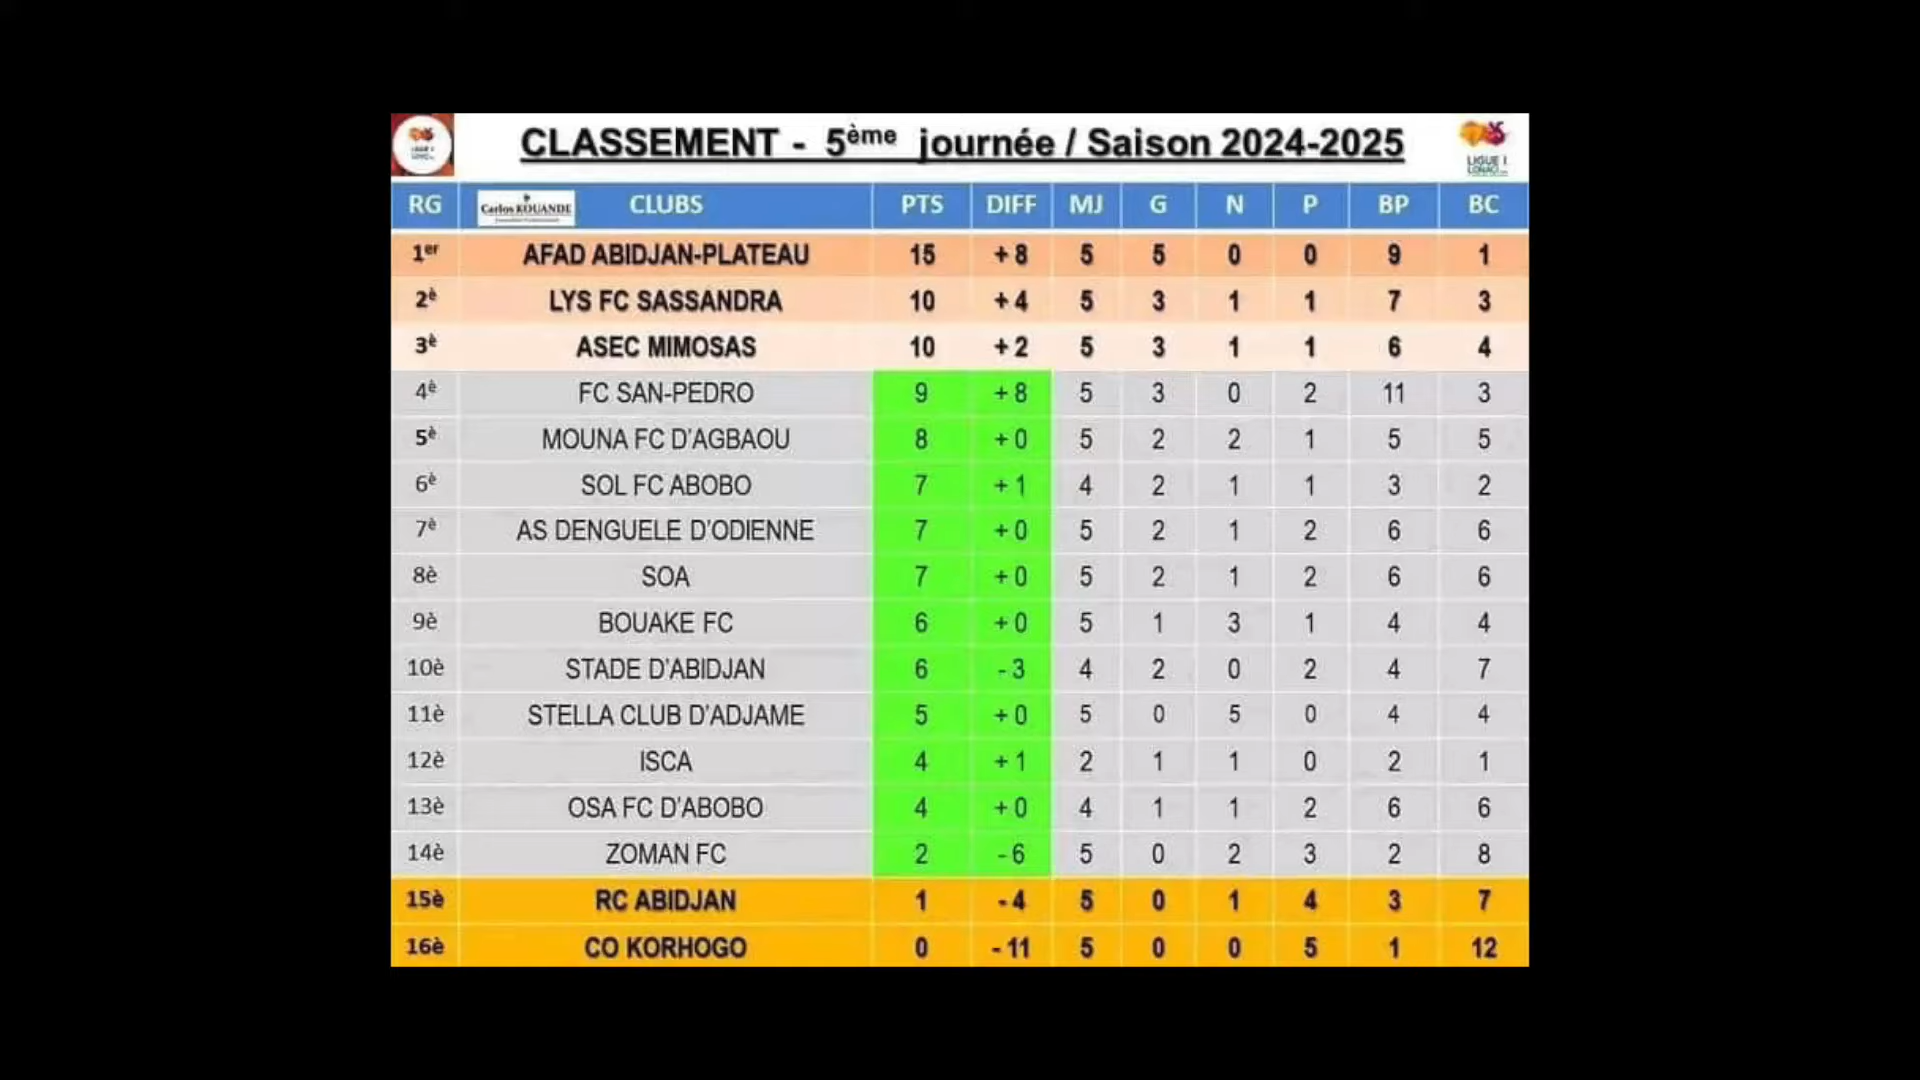 CLASSEMENT - 5ème journée / Saison 2024-2025
LIGUE 1
LONACI
RG Carlos KOUANDE CLUBS PTS DIFF MJ G N P BP BC
1er AFAD ABIDJAN-PLATEAU 15 + 8 5 5 0 0 9 1
2è LYS FC SASSANDRA 10 + 4 5 3 1 1 7 3
3è ASEC MIMOSAS 10 + 2 5 3 1 1 6 4
4è FC SAN-PEDRO 9 + 8 5 3 0 2 11 3
5è MOUNA FC D'AGBAOU 8 + 0 5 2 2 1 5 5
6è SOL FC ABOBO 7 + 1 4 2 1 1 3 2
7è AS DENGUELE D'ODIENNE 7 + 0 5 2 1 2 6 6
8è SOA 7 + 0 5 2 1 2 6 6
9è BOUAKE FC 6 + 0 5 1 3 1 4 4
10è STADE D'ABIDJAN 6 - 3 4 2 0 2 4 7
11è STELLA CLUB D'ADJAME 5 + 0 5 0 5 0 4 4
12è ISCA 4 + 1 2 1 1 0 2 1
13è OSA FC D'ABOBO 4 + 0 4 1 1 2 6 6
14è ZOMAN FC 2 - 6 5 0 2 3 2 8
15è RC ABIDJAN 1 - 4 5 0 1 4 3 7
16è CO KORHOGO 0 - 11 5 0 0 5 1 12